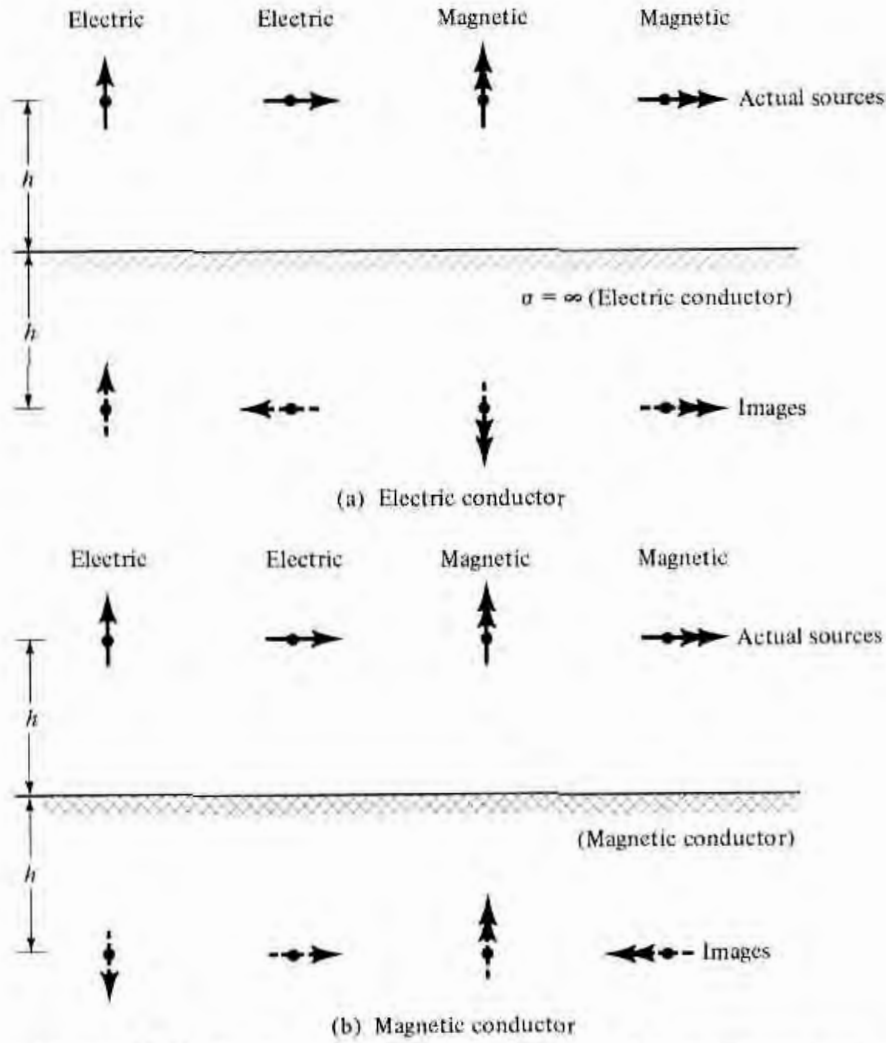 Electric Electric Magnetic Magnetic
Actual sources
h
σ = ∞ (Electric conductor)
h
Images
(a) Electric conductor
Electric Electric Magnetic Magnetic
Actual sources
h
(Magnetic conductor)
h
Images
(b) Magnetic conductor